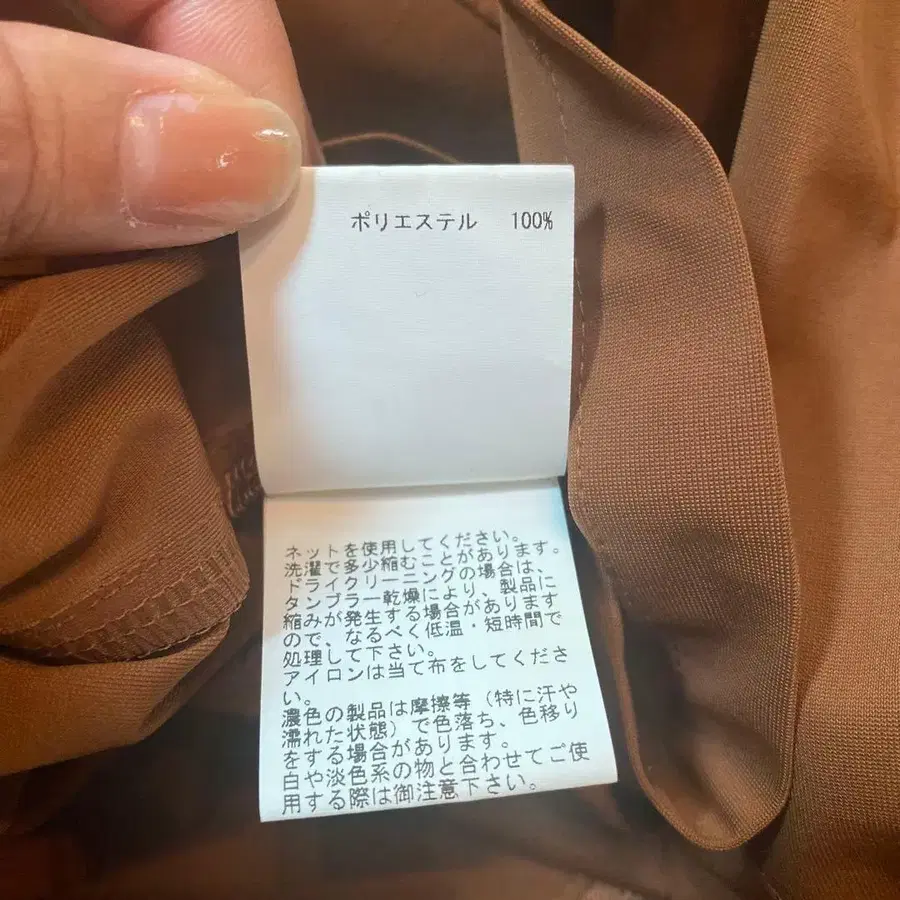 ポリエステル 100%
ネットを使用してください。
洗濯で多少縮むことがあります。
ドライクリーニングの場合は、
タンブラー乾燥により、製品に
縮みが発生する場合があります
ので、なるべく低温・短時間で
処理して下さい。
アイロンは当て布をしてくださ
い。
濃色の製品は摩擦等（特に汗や
濡れた状態）で色落ち、色移り
をする場合があります。
白や淡色系の物と合わせてご使
用する際は御注意下さい。